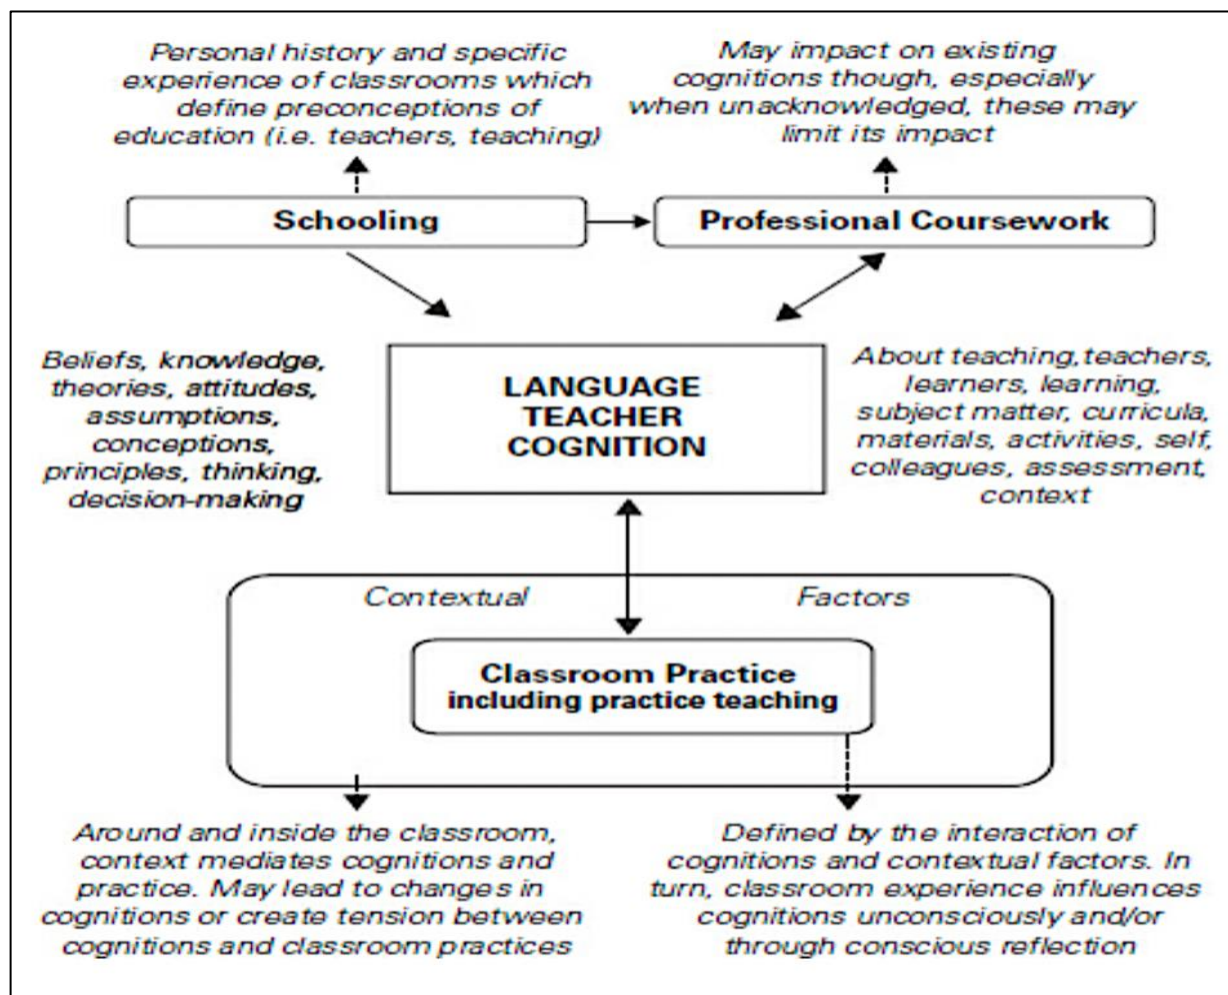 Personal history and specific
experience of classrooms which
define preconceptions of
education (i.e. teachers, teaching)
May impact on existing
cognitions though, especially
when unacknowledged, these may
limit its impact
Schooling
Professional Coursework
Beliefs, knowledge,
theories, attitudes,
assumptions,
conceptions,
principles, thinking,
decision-making
LANGUAGE
TEACHER
COGNITION
About teaching, teachers,
learners, learning,
subject matter, curricula,
materials, activities, self,
colleagues, assessment,
context
Contextual Factors
Classroom Practice
including practice teaching
Around and inside the classroom,
context mediates cognitions and
practice. May lead to changes in
cognitions or create tension between
cognitions and classroom practices
Defined by the interaction of
cognitions and contextual factors. In
turn, classroom experience influences
cognitions unconsciously and/or
through conscious reflection